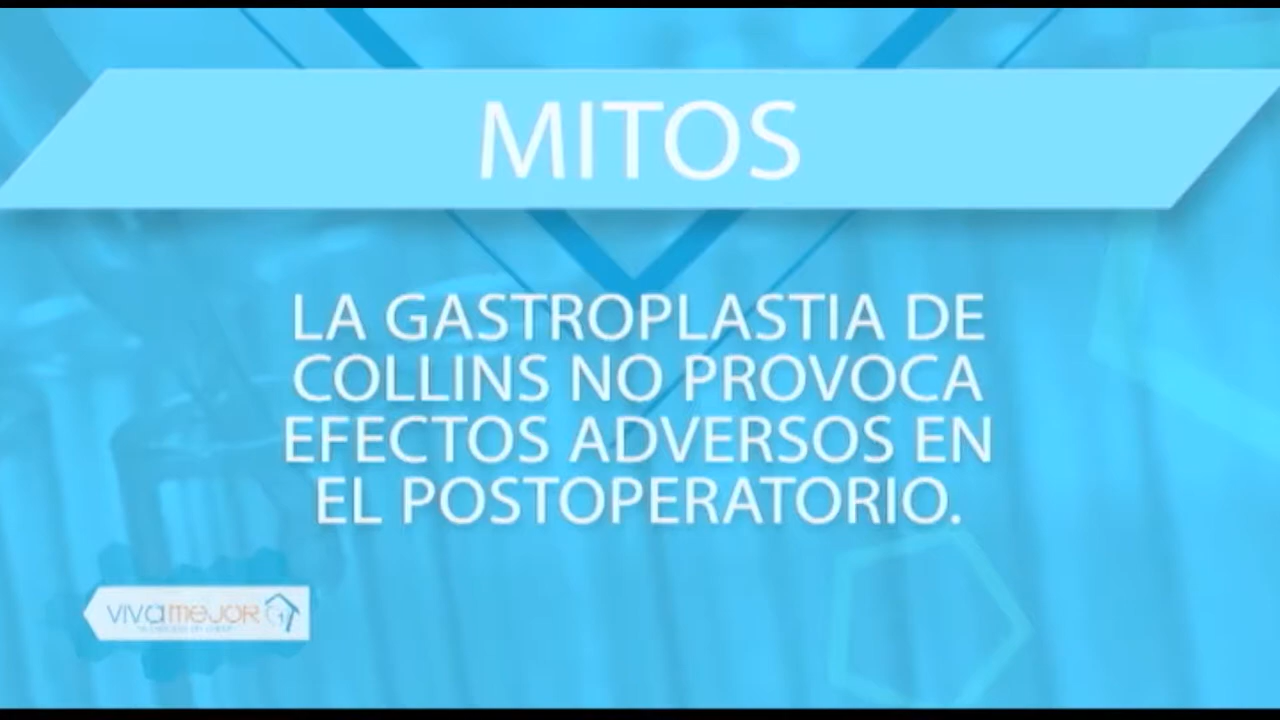 MITOS
LA GASTROPLASTIA DE
COLLINS NO PROVOCA
EFECTOS ADVERSOS EN
EL POSTOPERATORIO.
VIVAMEJOR